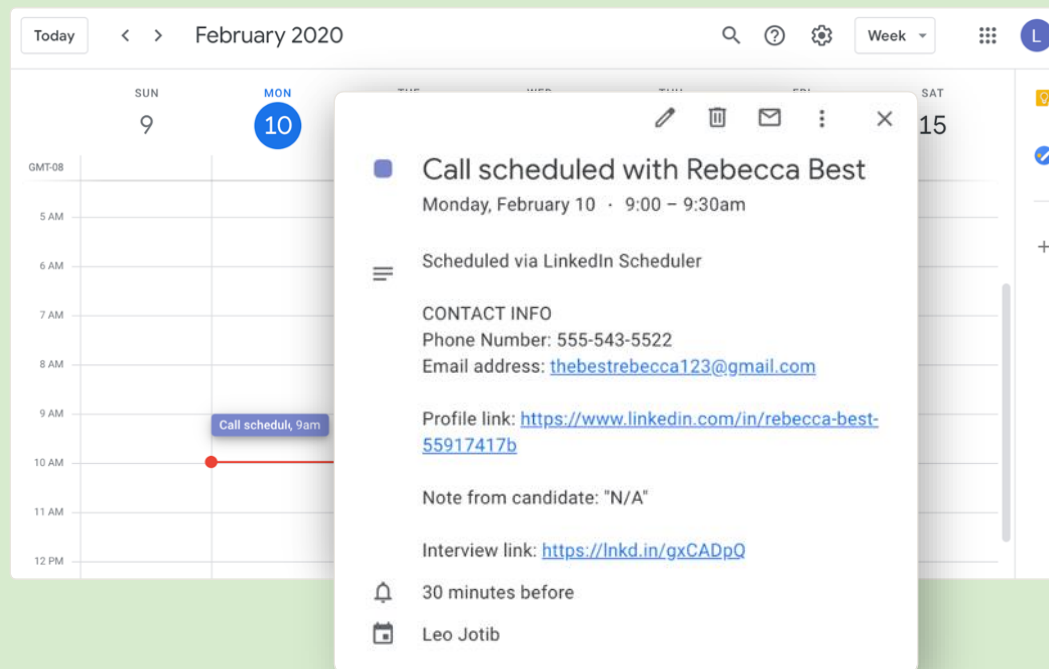 Today
February 2020
Week
L
SUN
MON
SAT
9
10
15
GMT-08
5 AM
6 AM
7 AM
8 AM
9 AM
Call schedul, 9am
10 AM
11 AM
12 PM
Call scheduled with Rebecca Best
Monday, February 10 · 9:00 – 9:30am
Scheduled via LinkedIn Scheduler
CONTACT INFO
Phone Number: 555-543-5522
Email address: thebestrebecca123@gmail.com
Profile link: https://www.linkedin.com/in/rebecca-best-
55917417b
Note from candidate: "N/A"
Interview link: https://lnkd.in/gxCADpQ
30 minutes before
Leo Jotib